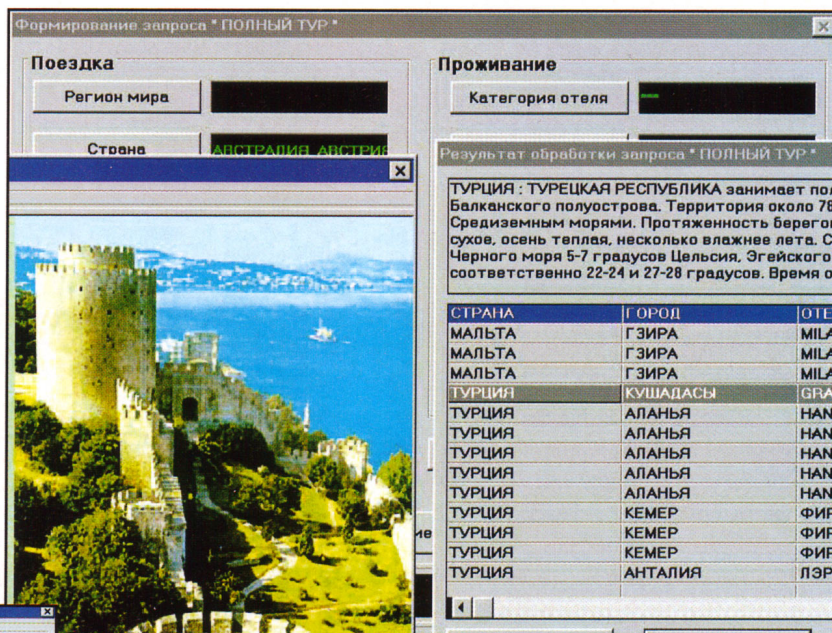 Формирование запроса " ПОЛНЫЙ ТУР "
Поездка
Проживание
Регион мира
Категория отеля
---
Страна
АВСТРАЛИЯ АВСТРИЯ
Результат обработки запроса " ПОЛНЫЙ ТУР "
ТУРЦИЯ : ТУРЕЦКАЯ РЕСПУБЛИКА занимает пол
Балканского полуострова. Территория около 78
Средиземным морями. Протяженность берегов
сухое, осень теплая, несколько влажнее лета. С
Черного моря 5-7 градусов Цельсия, Эгейского
соответственно 22-24 и 27-28 градусов. Время о
СТРАНА ГОРОД ОТЕ
МАЛЬТА ГЗИРА MILA
МАЛЬТА ГЗИРА MILA
МАЛЬТА ГЗИРА MILA
ТУРЦИЯ КУШАДАСЫ GRA
ТУРЦИЯ АЛАНЬЯ HAN
ТУРЦИЯ АЛАНЬЯ HAN
ТУРЦИЯ АЛАНЬЯ HAN
ТУРЦИЯ АЛАНЬЯ HAN
ТУРЦИЯ АЛАНЬЯ HAN
ТУРЦИЯ КЕМЕР ФИР
ТУРЦИЯ КЕМЕР ФИР
ТУРЦИЯ КЕМЕР ФИР
ТУРЦИЯ АНТАЛИЯ ЛЭР